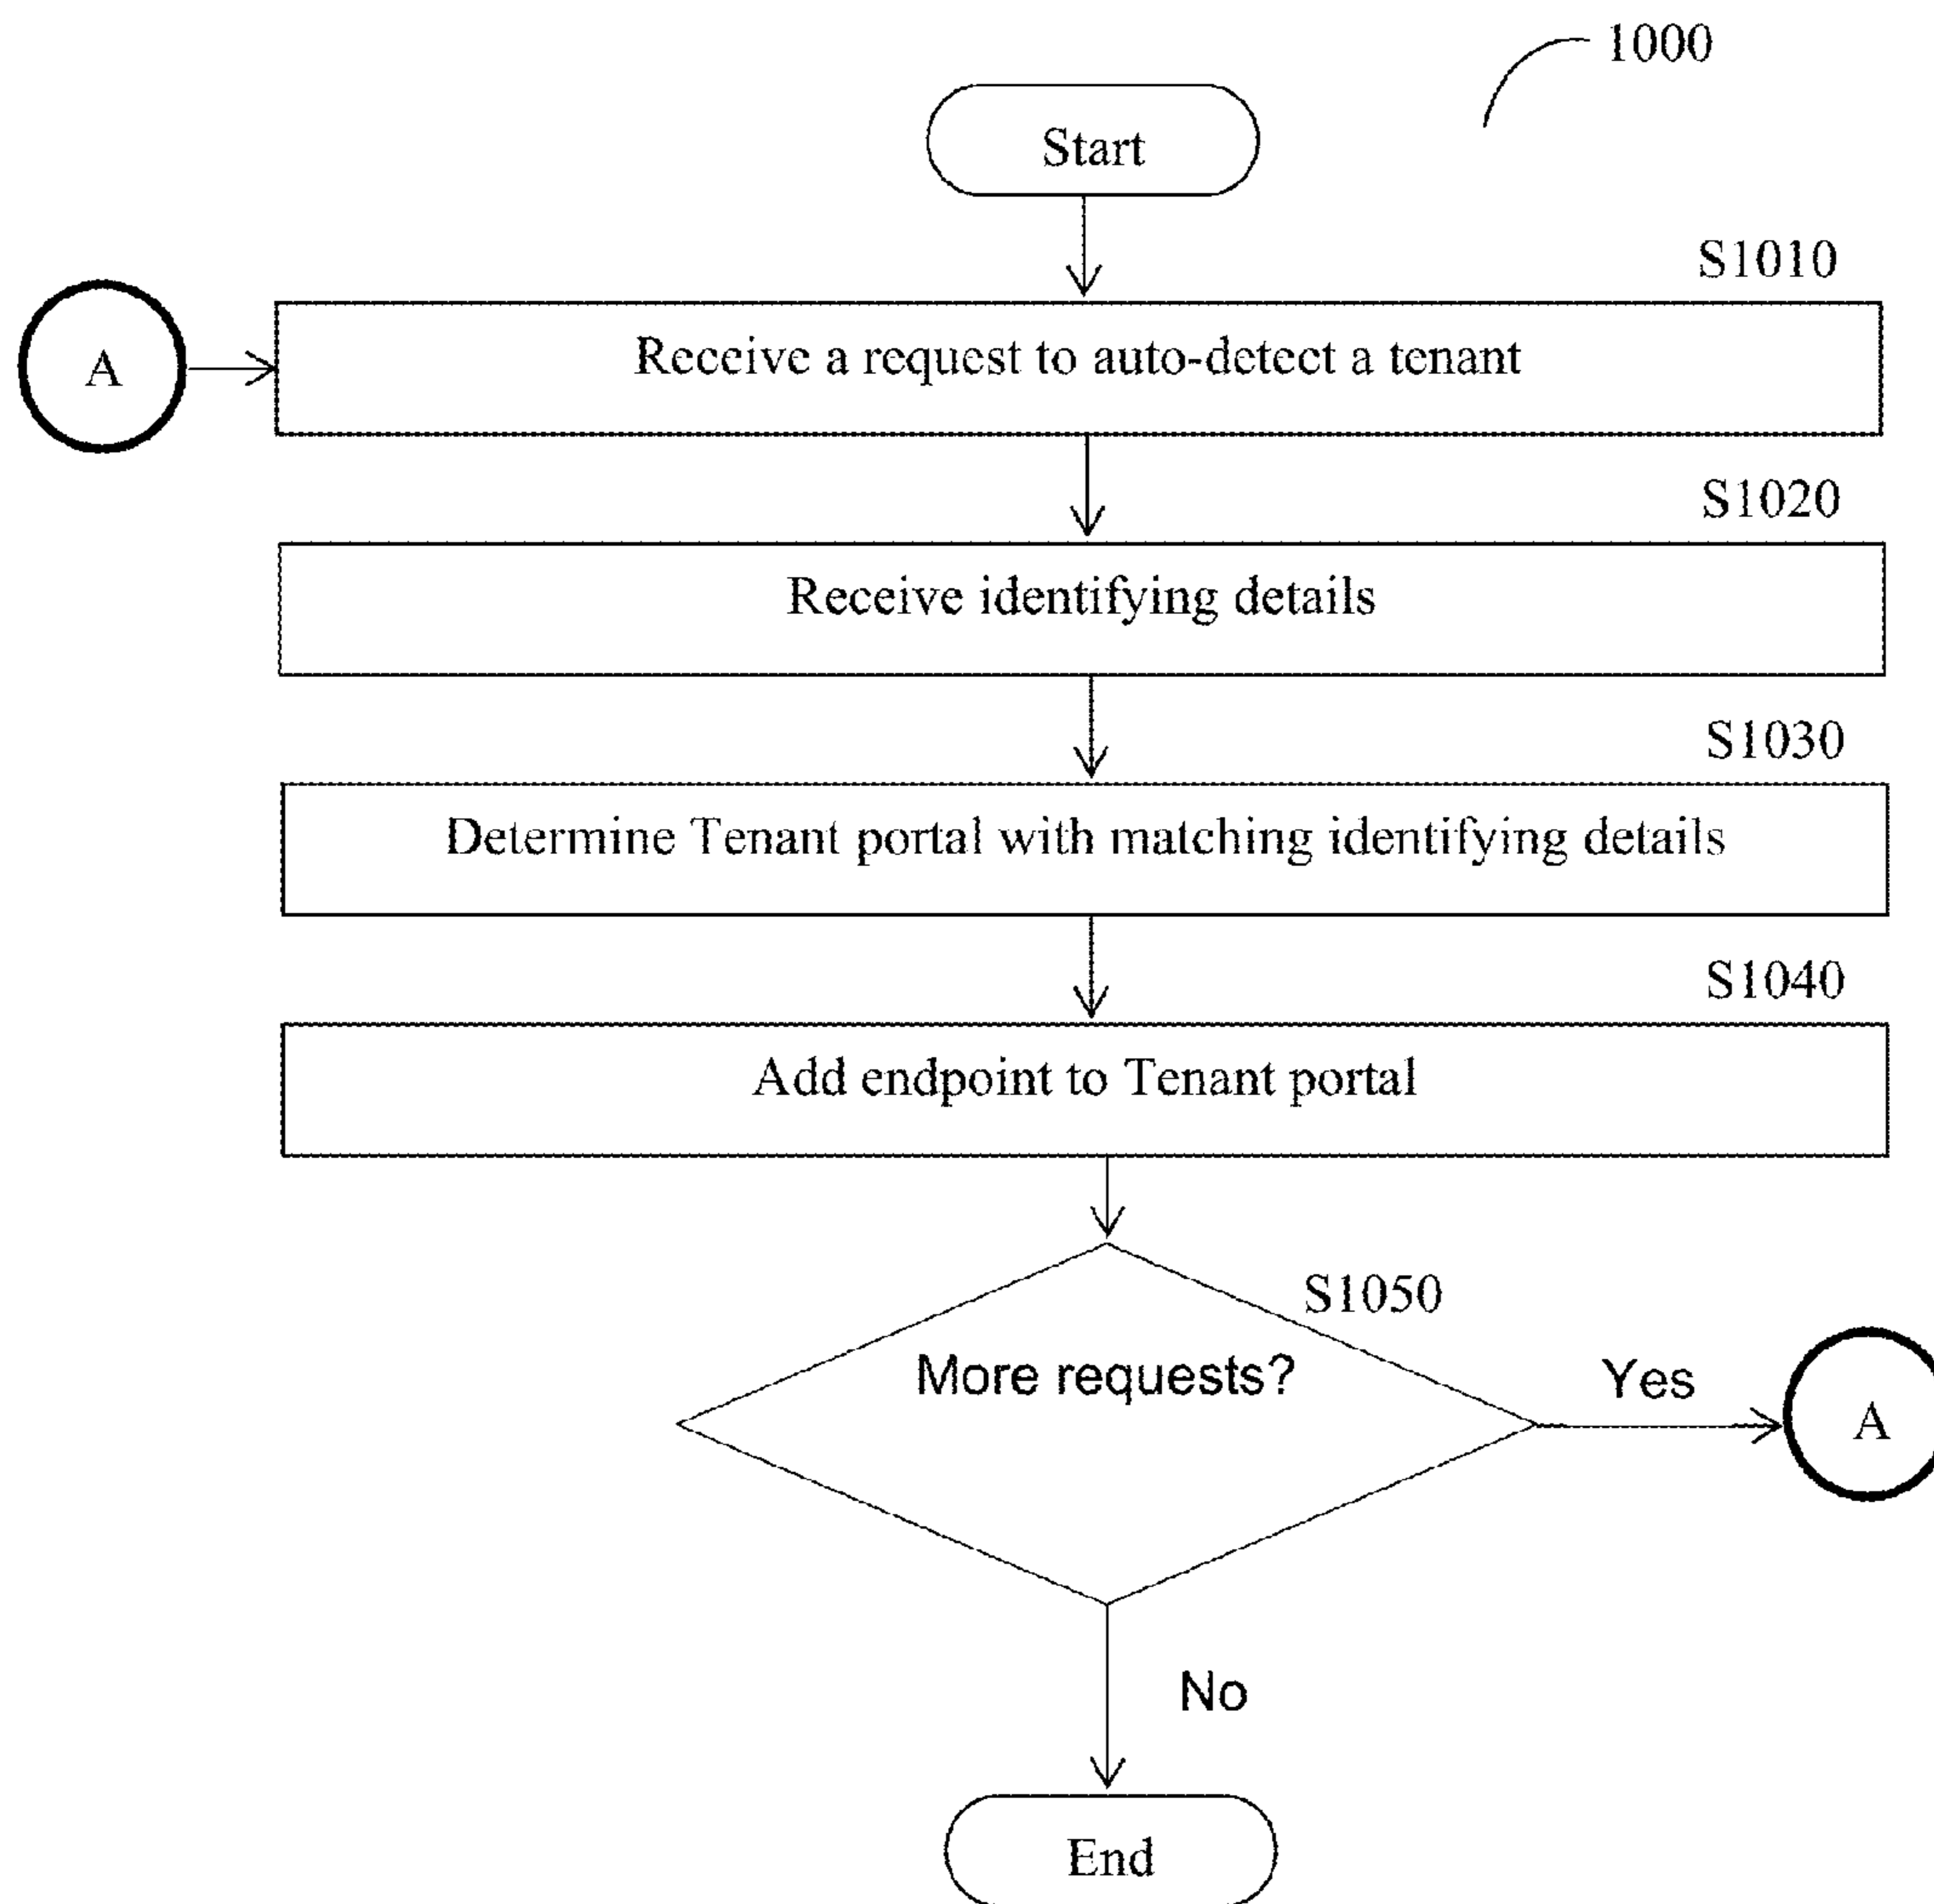 1000
Start
S1010
A
Receive a request to auto-detect a tenant
S1020
Receive identifying details
S1030
Determine Tenant portal with matching identifying details
S1040
Add endpoint to Tenant portal
S1050
More requests?
Yes
A
No
End